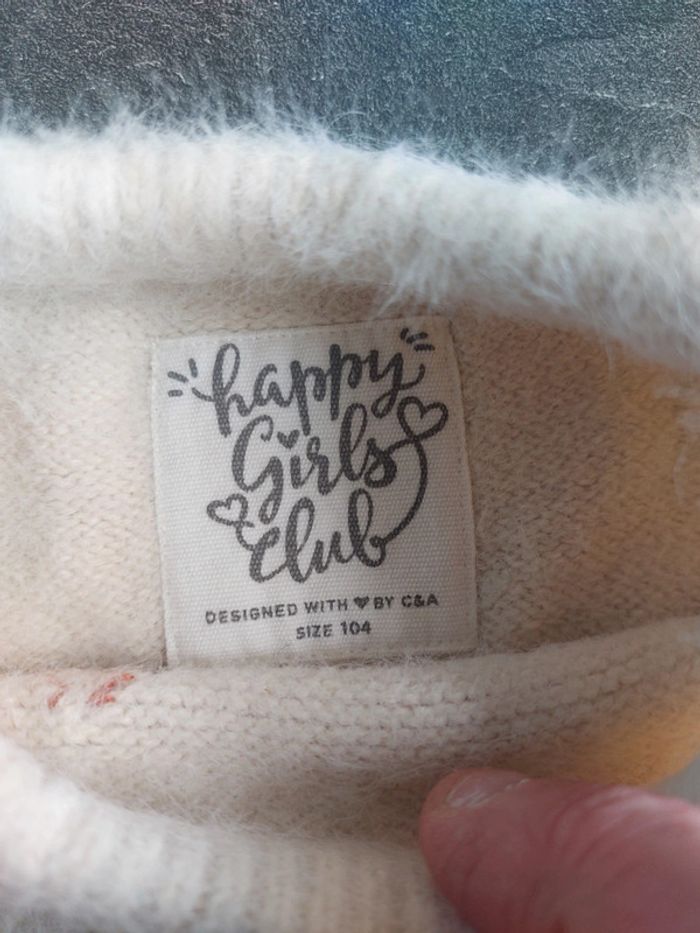 happy
Girls
club
DESIGNED WITH ♥ BY C&A
SIZE 104